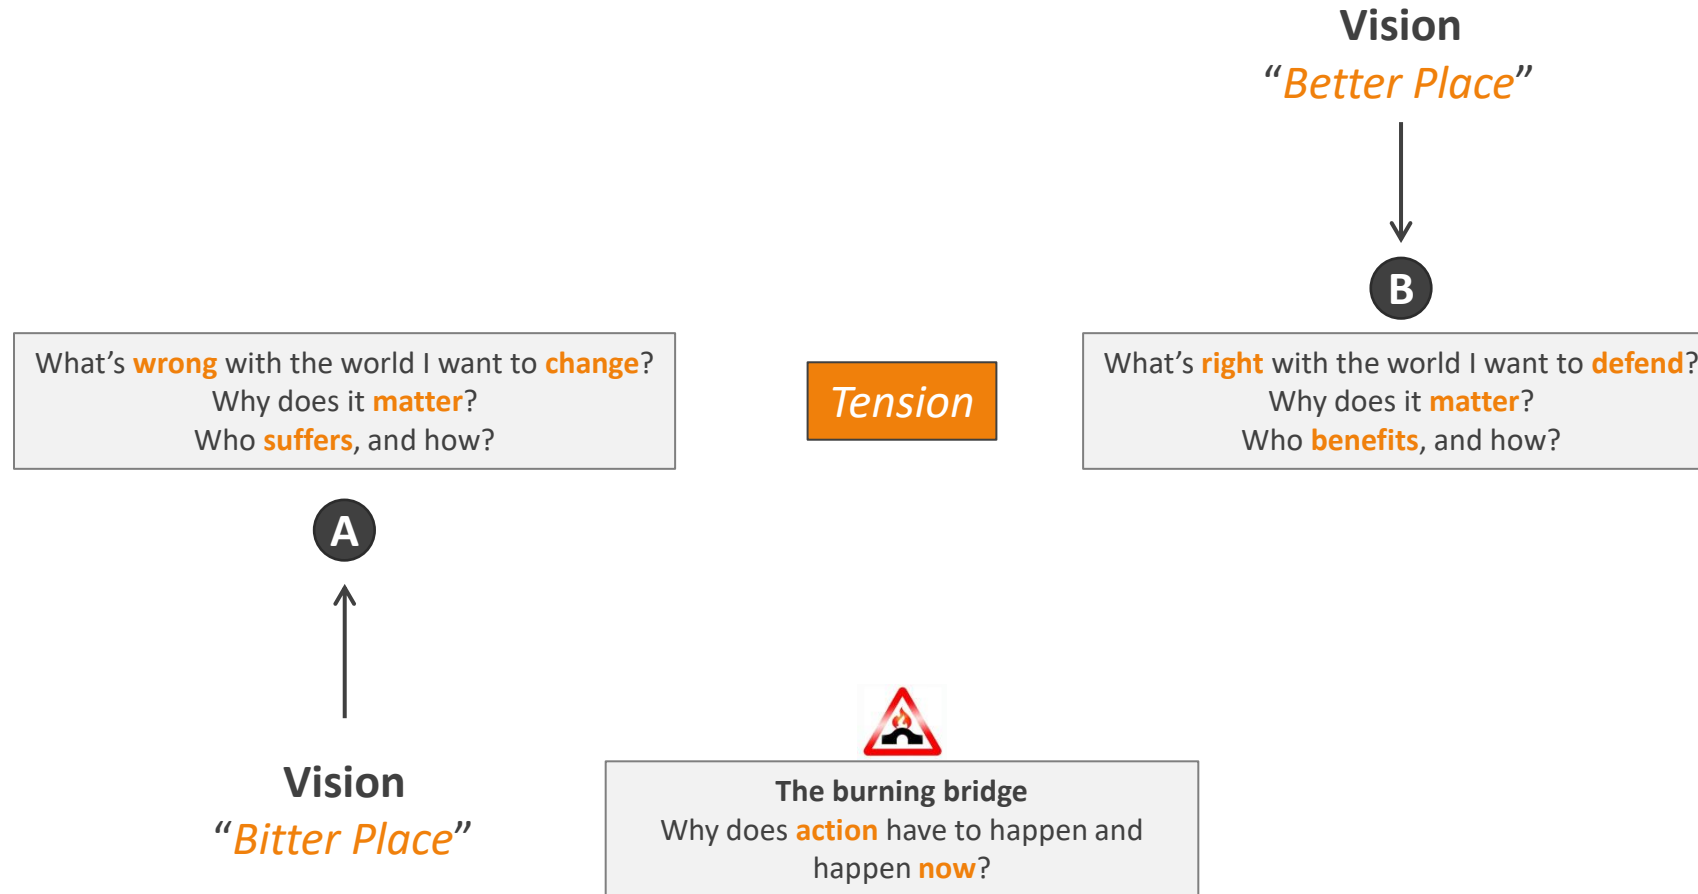 Vision
“Better Place”
B
What's wrong with the world I want to change?
Why does it matter?
Who suffers, and how?
Tension
What's right with the world I want to defend?
Why does it matter?
Who benefits, and how?
A
Vision
“Bitter Place”
The burning bridge
Why does action have to happen and
happen now?